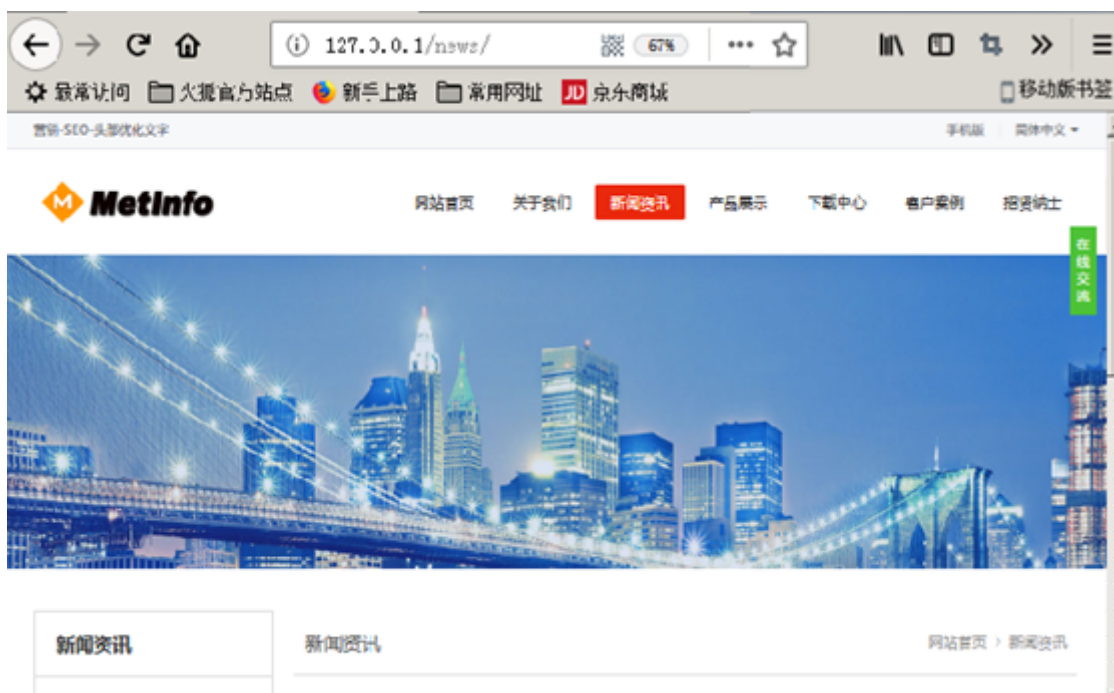 127.0.0.1/news/ 67%
最常访问 火狐官方站点 新手上路 常用网址 JD 京东商城 移动版书签
营销-SEO-头部优化文字 手机版 简体中文
M MetInfo 网站首页 关于我们 新闻资讯 产品展示 下载中心 客户案例 招贤纳士
在线交流
新闻资讯 新闻资讯 网站首页 > 新闻资讯